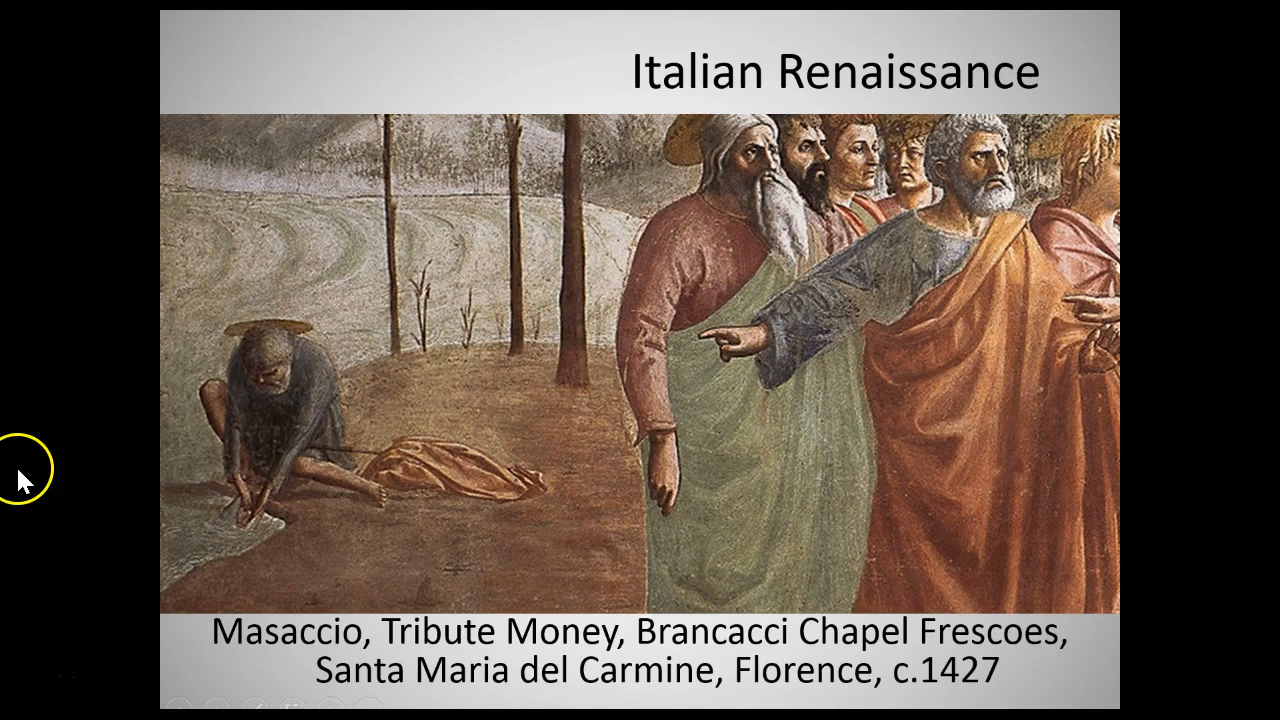 Italian Renaissance
Masaccio, Tribute Money, Brancacci Chapel Frescoes,
Santa Maria del Carmine, Florence, c.1427